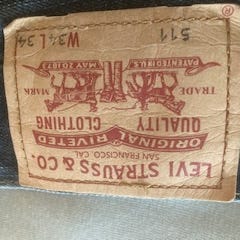 LEVI STRAUSS & CO.
SAN FRANCISCO, CAL
ORIGINAL RIVETED
QUALITY
CLOTHING
TRADE MARK
PATENTED IN U.S. MAY 20 1873
511 W34 L34
®